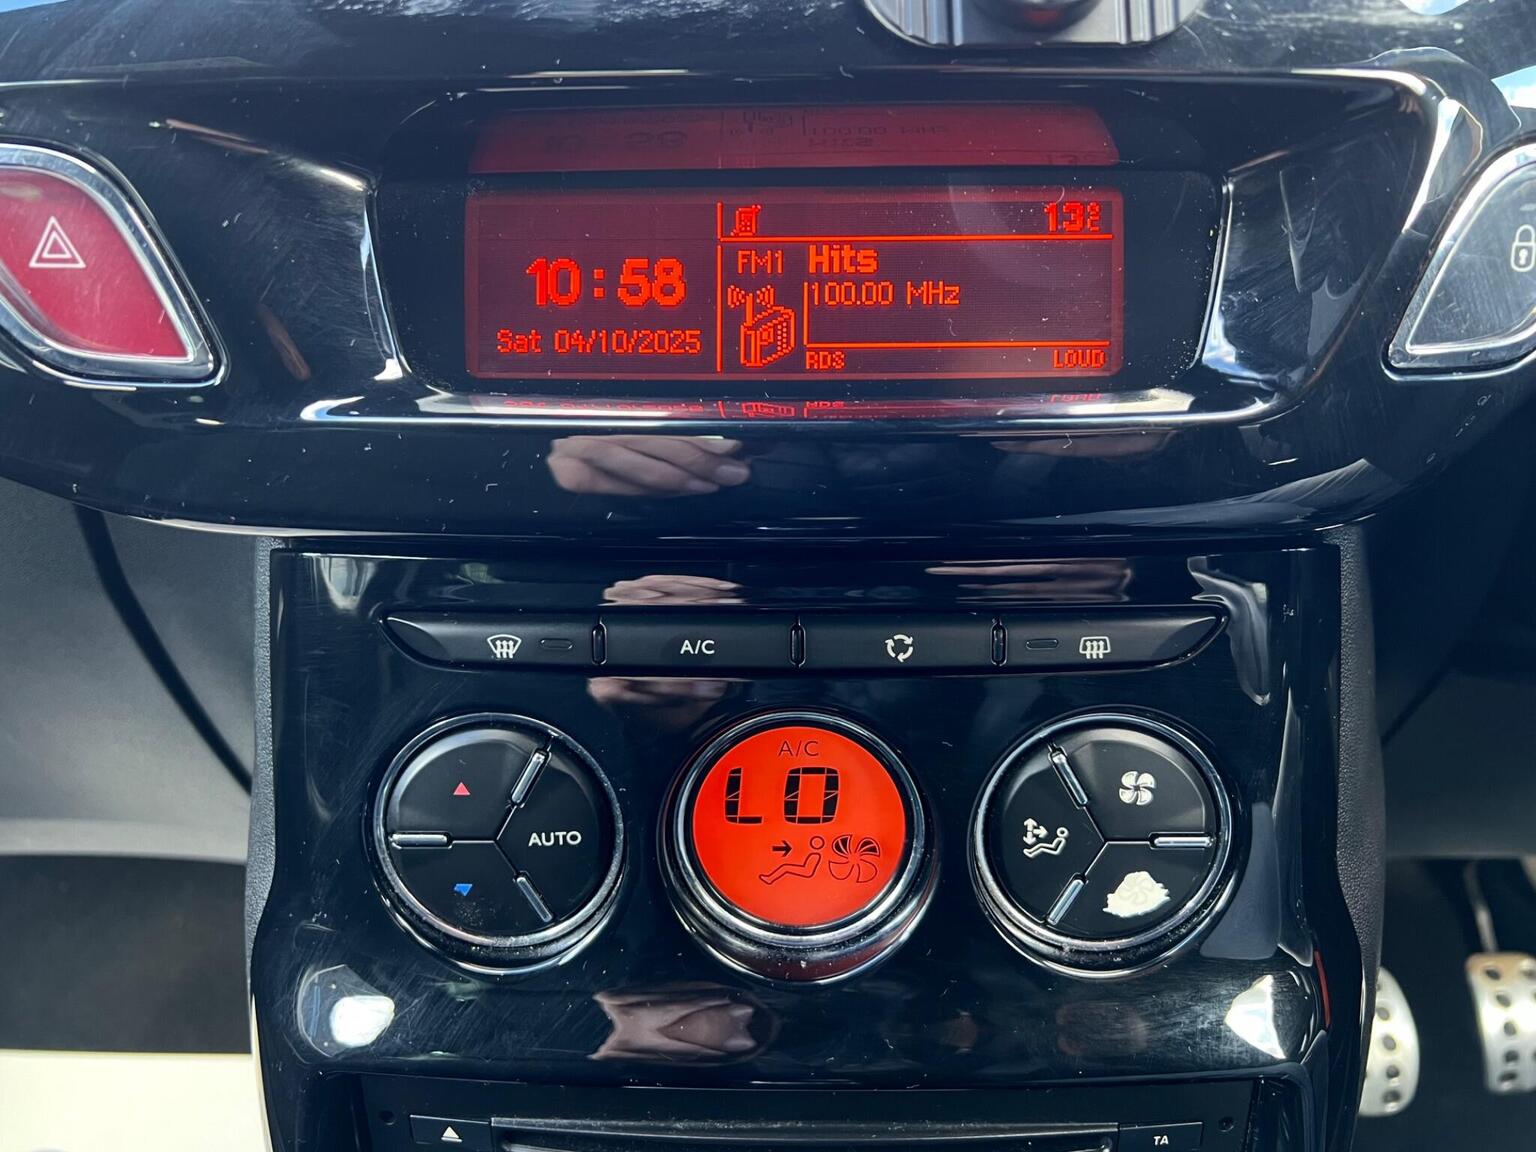 13°C
10:58
FM1 Hits
100.00 MHz
Sat 04/10/2025
RDS LOUD
A/C
A/C
LO
AUTO
TA